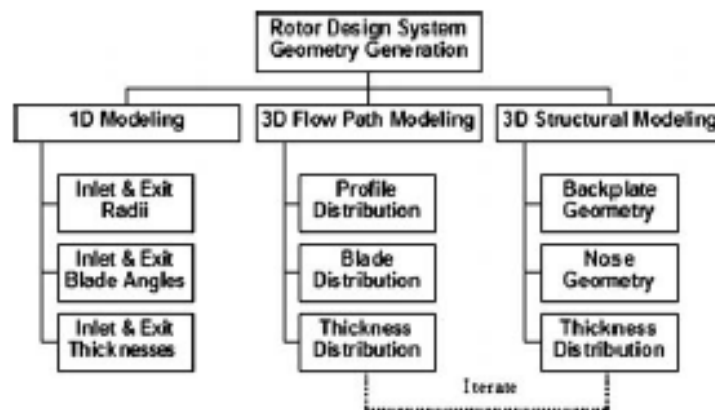 Rotor Design System
Geometry Generation
1D Modeling
3D Flow Path Modeling
3D Structural Modeling
Inlet & Exit
Radii
Inlet & Exit
Blade Angles
Inlet & Exit
Thicknesses
Profile
Distribution
Blade
Distribution
Thickness
Distribution
Backplate
Geometry
Nose
Geometry
Thickness
Distribution
Iterate